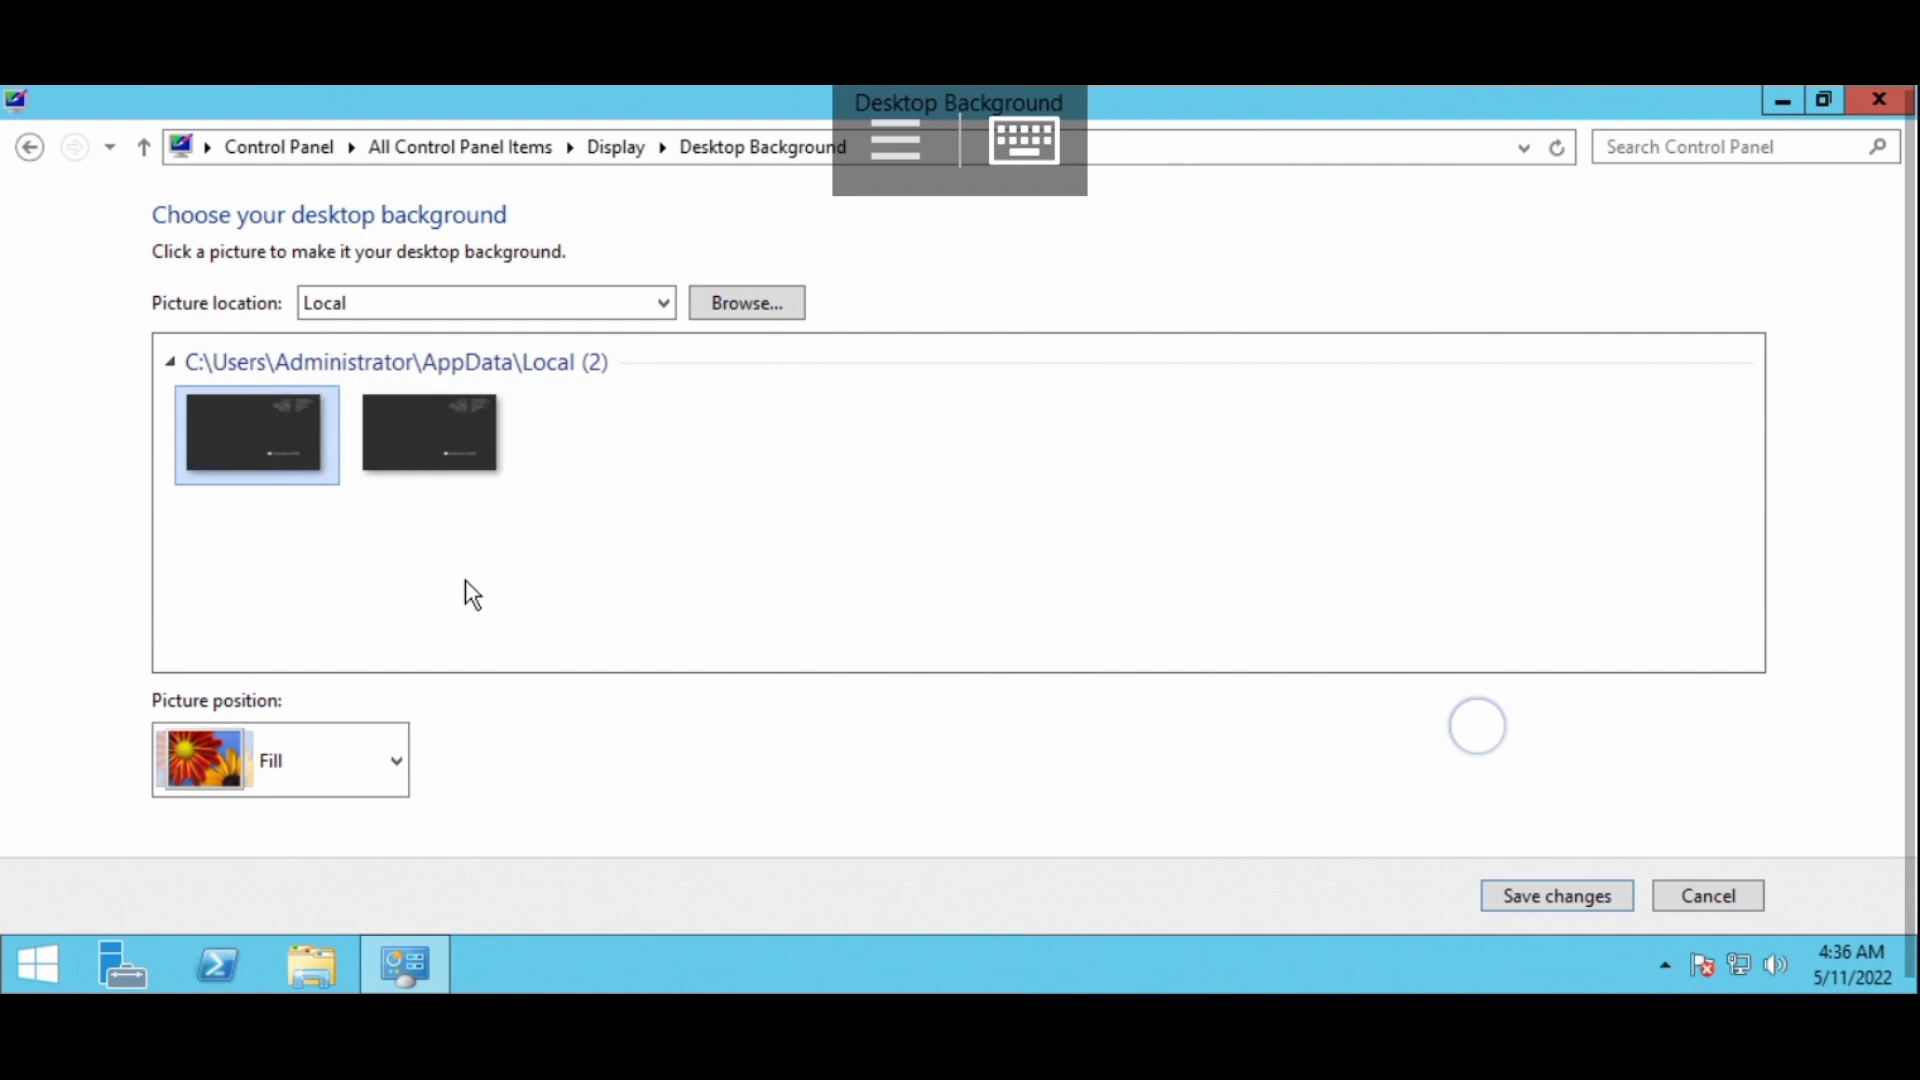 Desktop Background
Control Panel All Control Panel Items Display Desktop Background
Search Control Panel
Choose your desktop background
Click a picture to make it your desktop background.
Picture location: Local Browse...
C:\Users\Administrator\AppData\Local (2)
Picture position:
Fill
Save changes Cancel
4:36 AM
5/11/2022